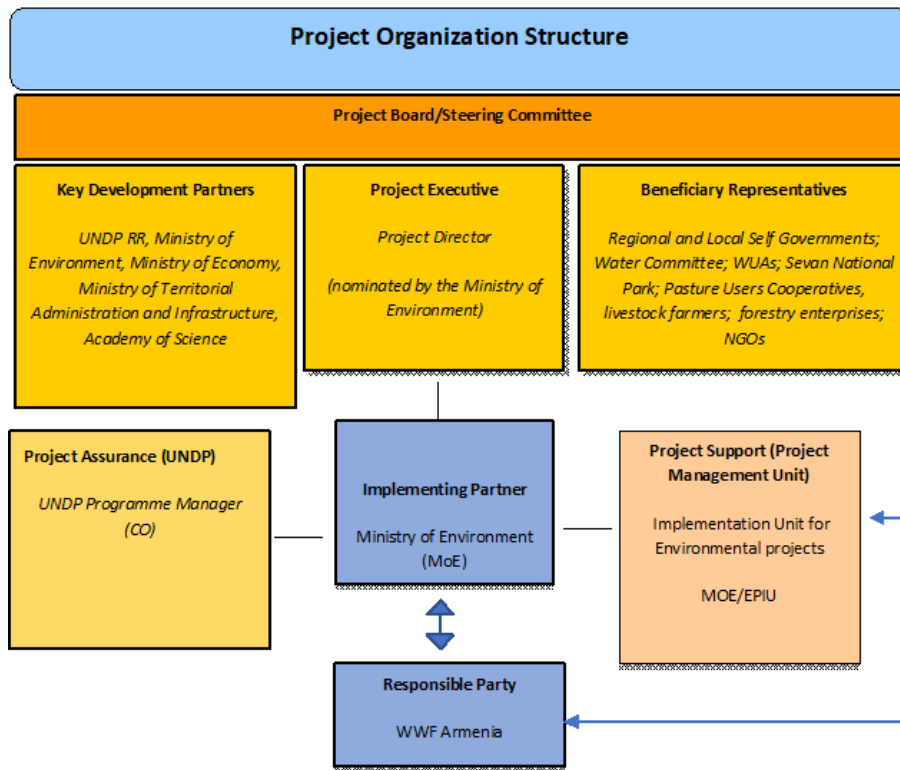 Project Organization Structure
Project Board/Steering Committee
Key Development Partners
UNDP RR, Ministry of
Environment, Ministry of Economy,
Ministry of Territorial
Administration and Infrastructure,
Academy of Science
Project Executive
Project Director
(nominated by the Ministry of
Environment)
Beneficiary Representatives
Regional and Local Self Governments;
Water Committee; WUAs; Sevan National
Park; Pasture Users Cooperatives,
livestock farmers; forestry enterprises;
NGOs
Project Assurance (UNDP)
UNDP Programme Manager
(CO)
Implementing Partner
Ministry of Environment
(MoE)
Project Support (Project
Management Unit)
Implementation Unit for
Environmental projects
MOE/EPIU
Responsible Party
WWF Armenia